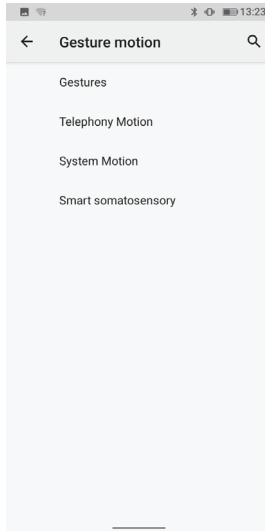 13:23
Gesture motion
Gestures
Telephony Motion
System Motion
Smart somatosensory